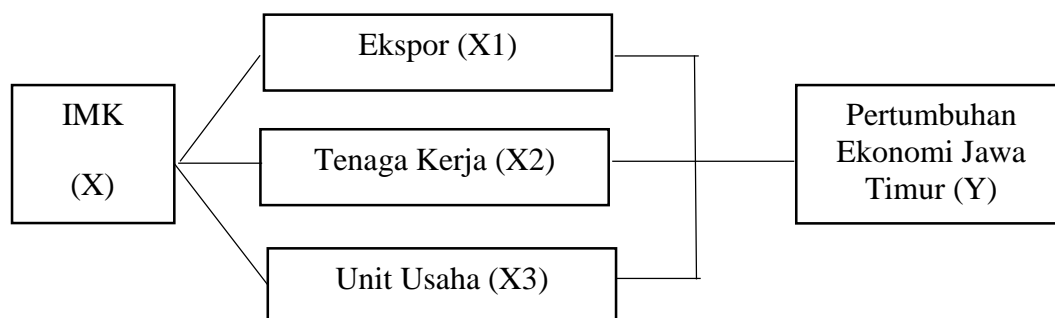 IMK
(X)
Ekspor (X1)
Tenaga Kerja (X2)
Unit Usaha (X3)
Pertumbuhan
Ekonomi Jawa
Timur (Y)